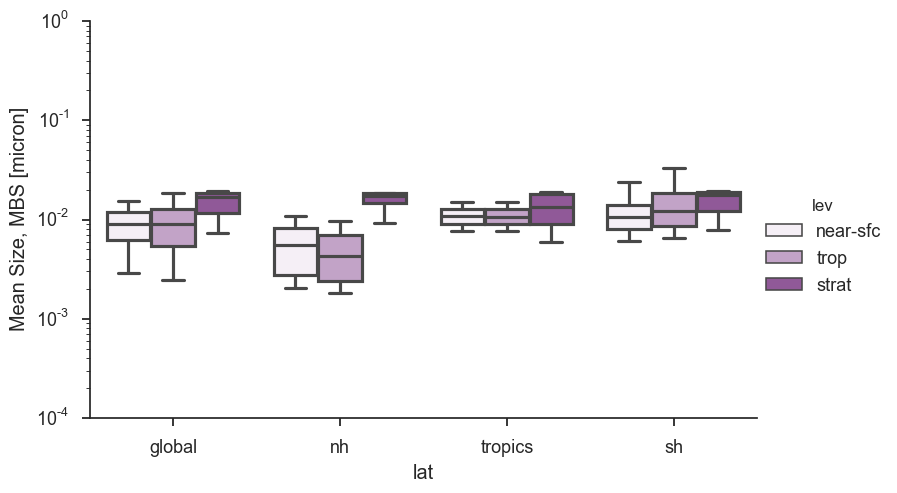 Mean Size, MBS [micron]
10^0
10^-1
10^-2
10^-3
10^-4
global
nh
tropics
sh
lat
lev
near-sfc
trop
strat